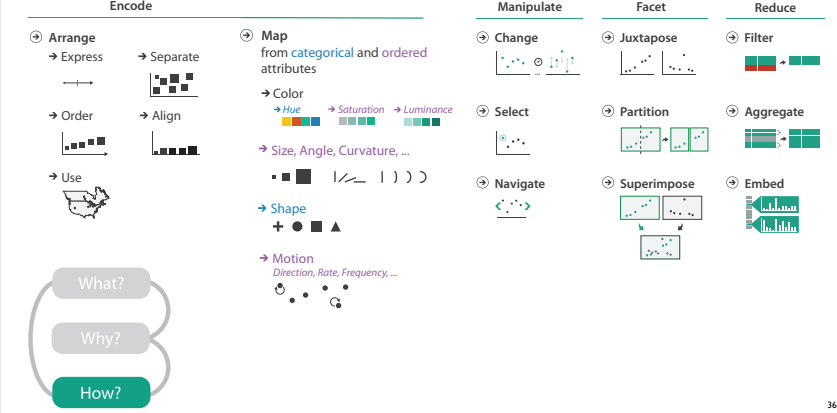 Encode
Manipulate
Facet
Reduce
Arrange
Express
Separate
Order
Align
Use
Map
from categorical and ordered
attributes
Color
Hue
Saturation
Luminance
Size, Angle, Curvature, ...
Shape
Motion
Direction, Rate, Frequency, ...
Change
...
Select
Navigate
Juxtapose
Partition
Superimpose
Filter
Aggregate
Embed
What?
Why?
How?
36